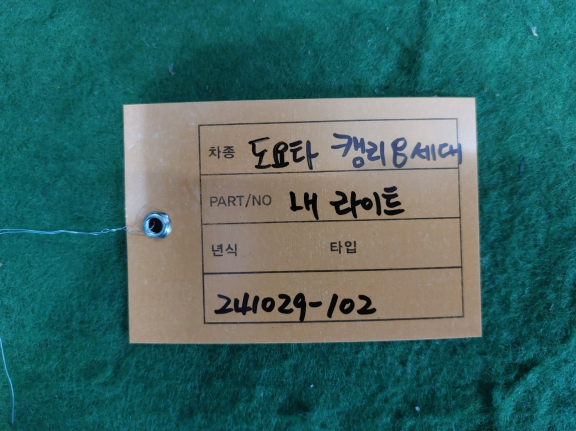 차종 도요타 캠리 8세대
PART/NO 내 라이트
년식 타입
241029-102